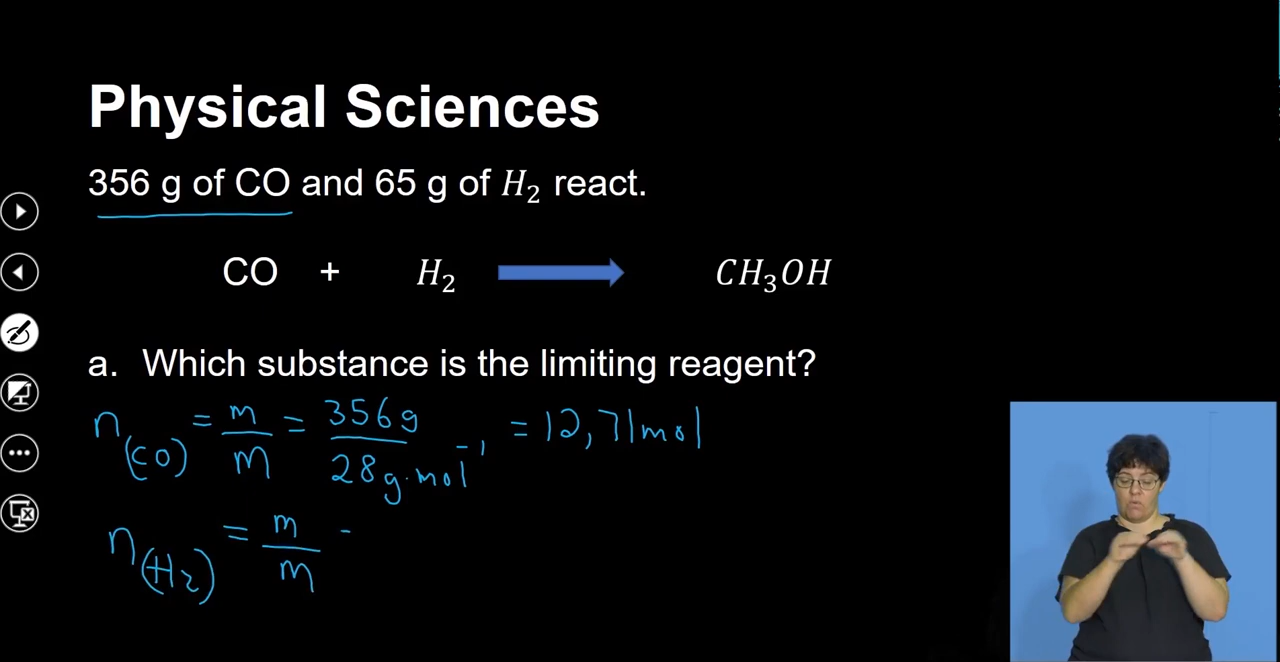 Physical Sciences
356 g of CO and 65 g of H₂ react.
CO + H₂ → CH₃OH
a. Which substance is the limiting reagent?
n(CO) = m/M = 356g/28g·mol⁻¹ = 12,71mol
n(H₂) = m/M =